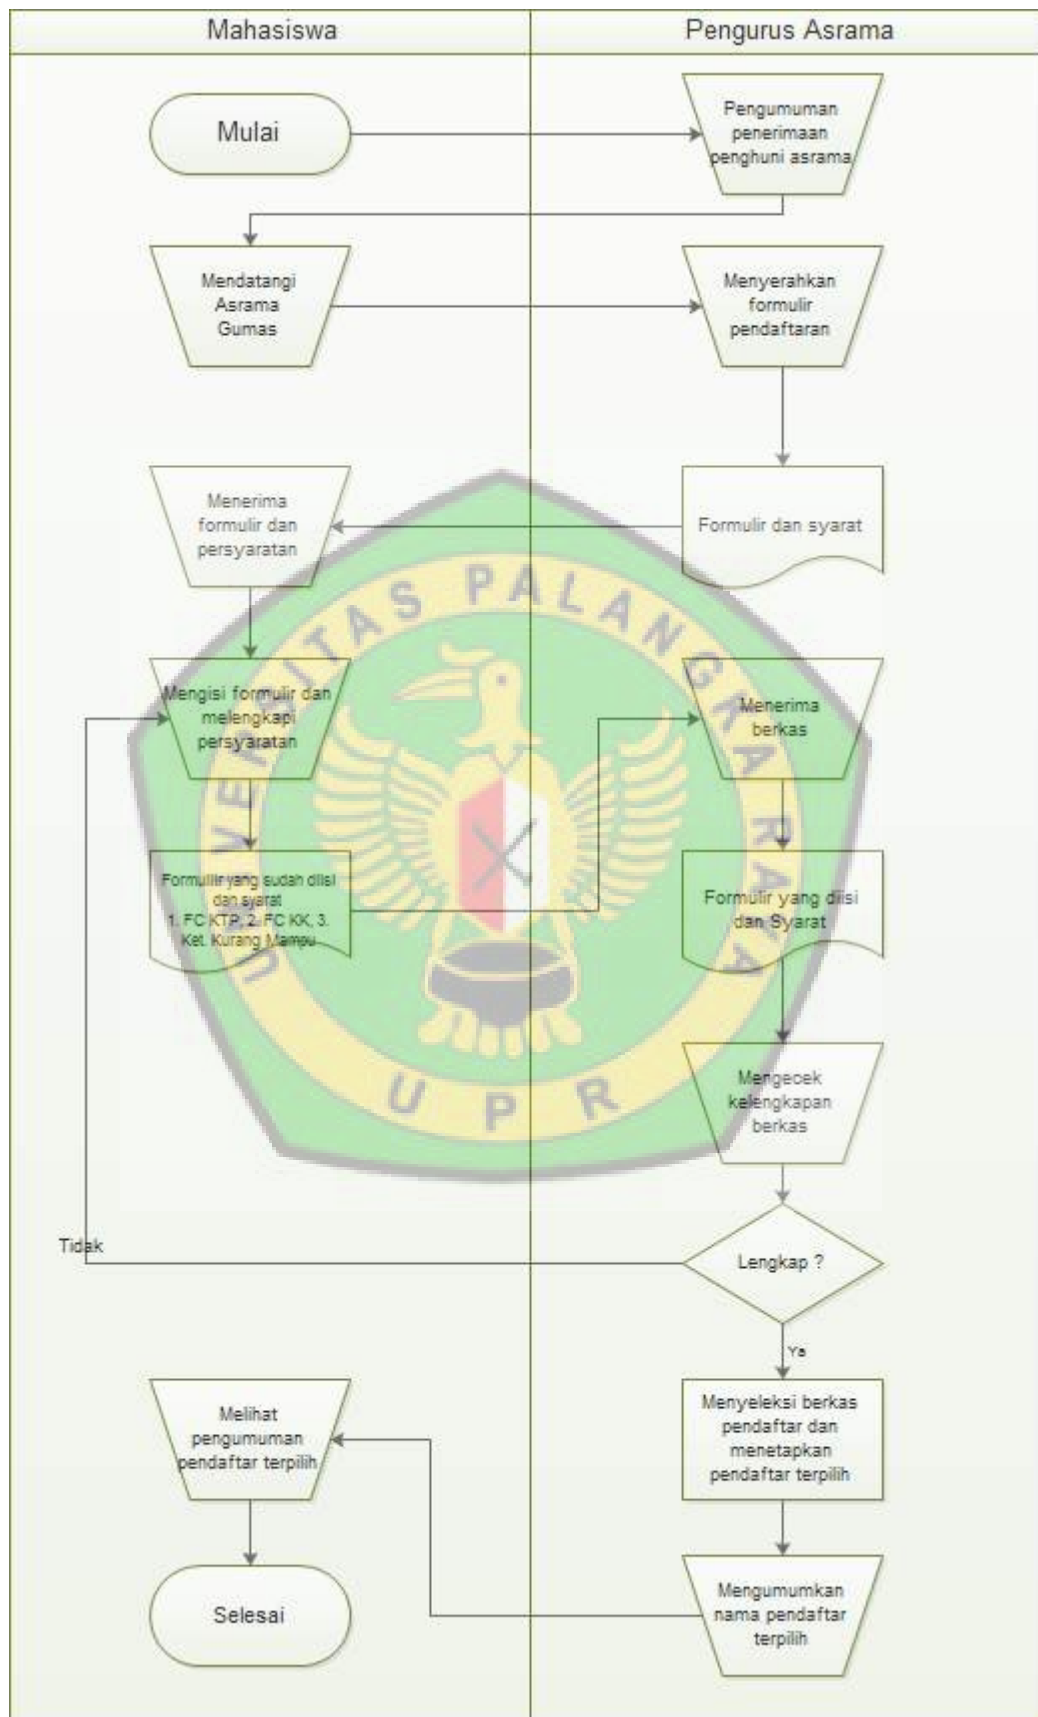 Mahasiswa
Pengurus Asrama
Mulai
Pengumuman
penerimaan
penghuni asrama
Mendatangi
Asrama
Gumas
Menyerahkan
formulir
pendaftaran
Menerima
formulir dan
persyaratan
Formulir dan syarat
Mengisi formulir dan
melengkapi
persyaratan
Menerima
berkas
Formulilr yang sudah diisi
dan syarat
1. FC KTP, 2. FC KK, 3.
Ket. Kurang Mampu
Formulir yang diisi
dan Syarat
Mengecek
kelengkapan
berkas
Tidak
Lengkap ?
Ya
Melihat
pengumuman
pendaftar terpilih
Menyeleksi berkas
pendaftar dan
menetapkan
pendaftar terpilih
Selesai
Mengumumkan
nama pendaftar
terpilih
UNIVERSITAS PALANGKA RAYA
UPR